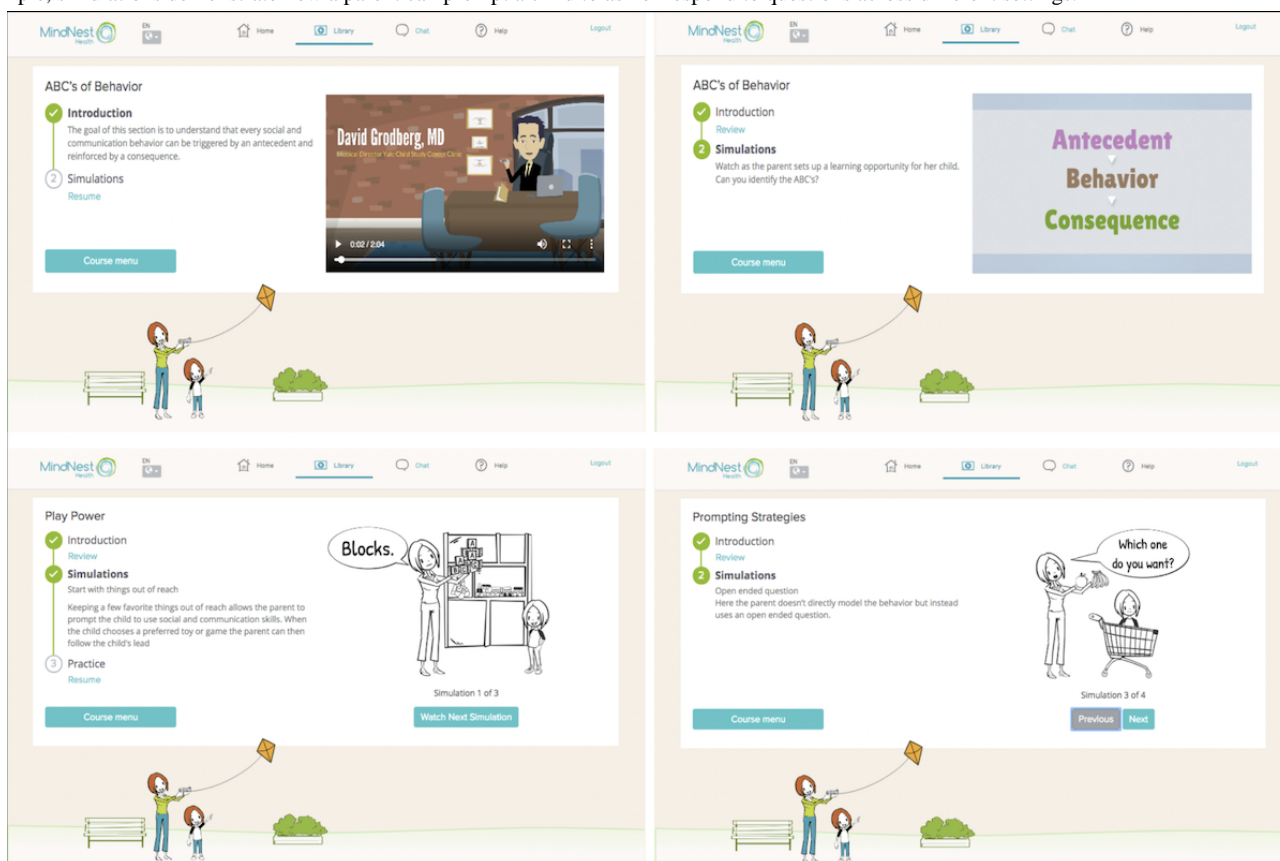 MindNest
Health
EN
Home
Library
Chat
Help
Logout
ABC's of Behavior
Introduction
The goal of this section is to understand that every social and
communication behavior can be triggered by an antecedent and
reinforced by a consequence.
2 Simulations
Resume
Course menu
David Grodberg, MD
Medical Director Yale Child Study Center Clinic
0:02 / 2:04
MindNest
Health
EN
Home
Library
Chat
Help
Logout
ABC's of Behavior
Introduction
Review
2 Simulations
Watch as the parent sets up a learning opportunity for her child.
Can you identify the ABC's?
Course menu
Antecedent
Behavior
Consequence
MindNest
Health
EN
Home
Library
Chat
Help
Logout
Play Power
Introduction
Review
Simulations
Start with things out of reach
Keeping a few favorite things out of reach allows the parent to
prompt the child to use social and communication skills. When
the child chooses a preferred toy or game the parent can then
follow the child's lead
3 Practice
Resume
Course menu
Blocks.
Simulation 1 of 3
Watch Next Simulation
MindNest
Health
EN
Home
Library
Chat
Help
Logout
Prompting Strategies
Introduction
Review
2 Simulations
Open ended question
Here the parent doesn't directly model the behavior but instead
uses an open ended question.
Course menu
Which one
do you want?
Simulation 3 of 4
Previous
Next